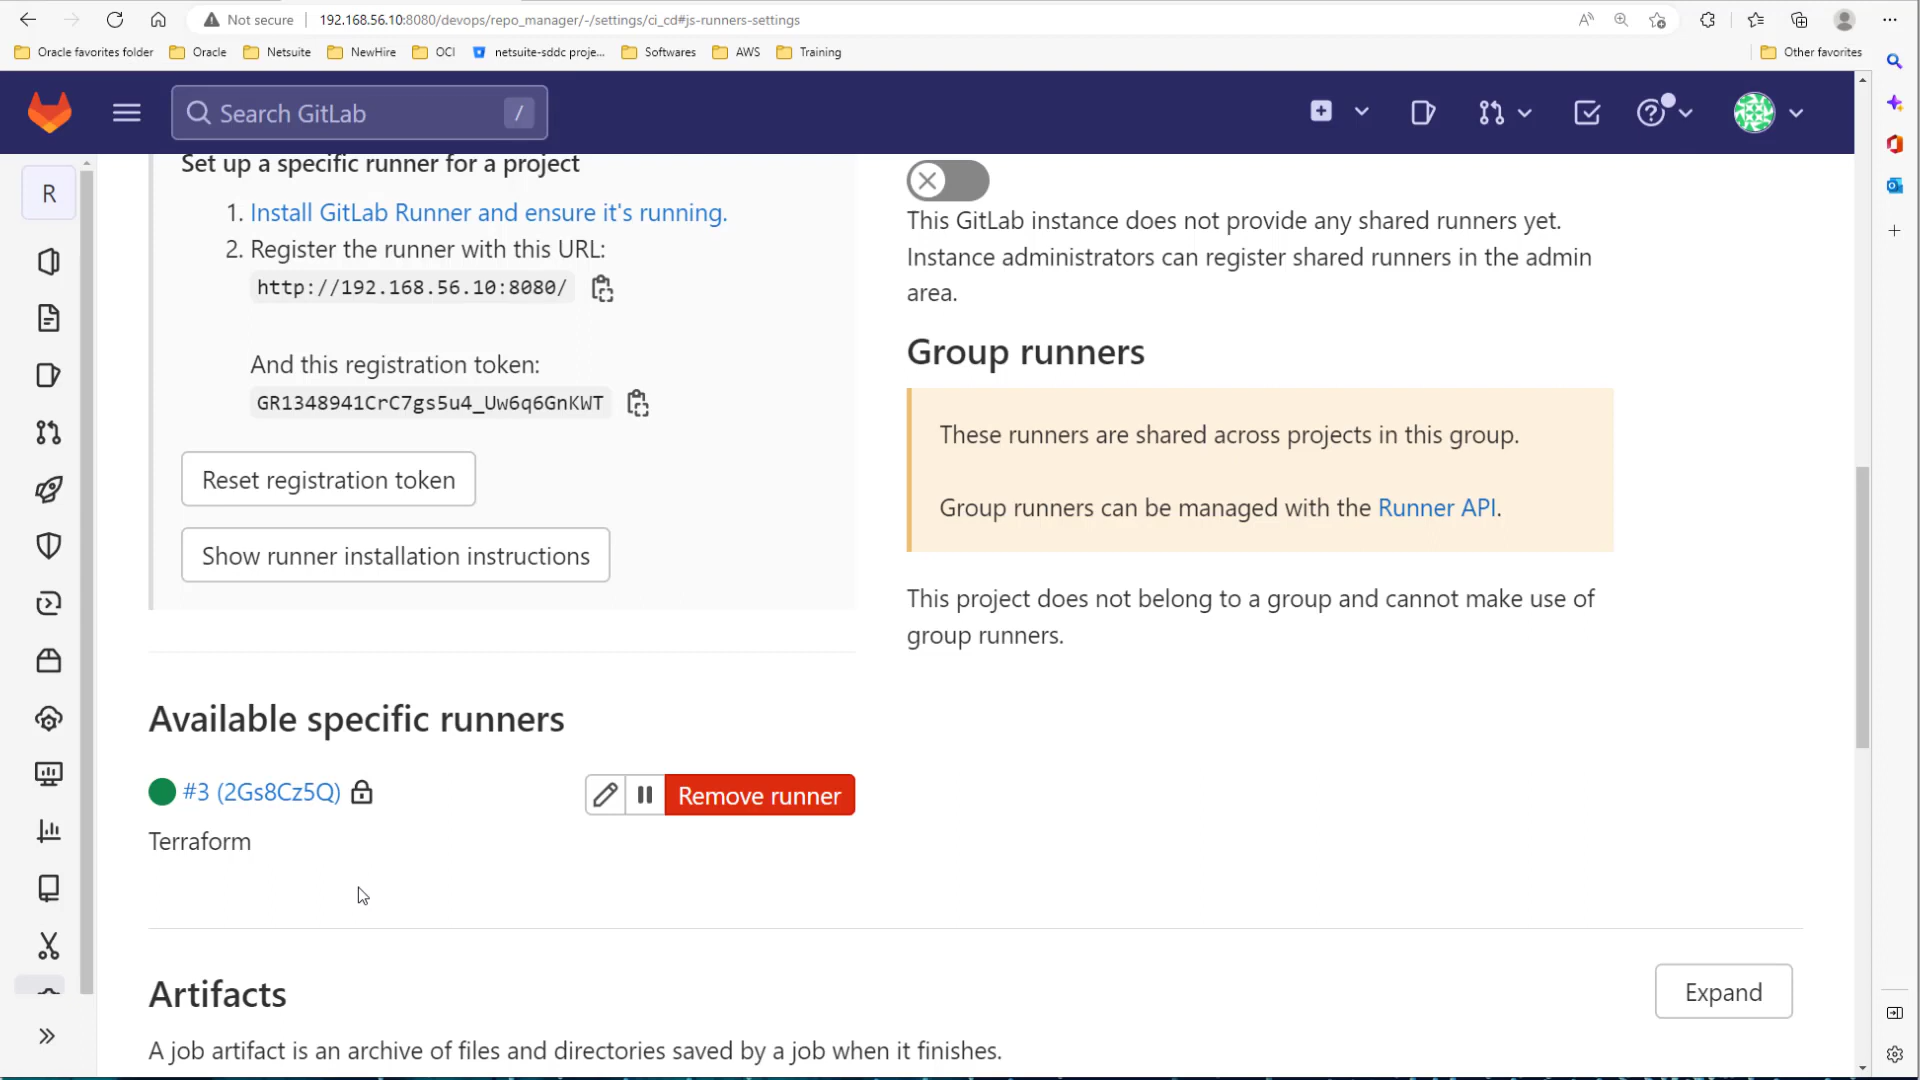 Not secure
192.168.56.10:8080/devops/repo_manager/-/settings/ci_cd#js-runners-settings
Oracle favorites folder
Oracle
Netsuite
NewHire
OCI
netsuite-sddc proje...
Softwares
AWS
Training
Other favorites
Search GitLab
/
R
Set up a specific runner for a project
1. Install GitLab Runner and ensure it's running.
2. Register the runner with this URL:
http://192.168.56.10:8080/
And this registration token:
GR1348941CrC7gs5u4_Uw6q6GnKWT
Reset registration token
Show runner installation instructions
This GitLab instance does not provide any shared runners yet.
Instance administrators can register shared runners in the admin
area.
Group runners
These runners are shared across projects in this group.
Group runners can be managed with the Runner API.
This project does not belong to a group and cannot make use of
group runners.
Available specific runners
#3 (2Gs8Cz5Q)
Remove runner
Terraform
Artifacts
Expand
A job artifact is an archive of files and directories saved by a job when it finishes.